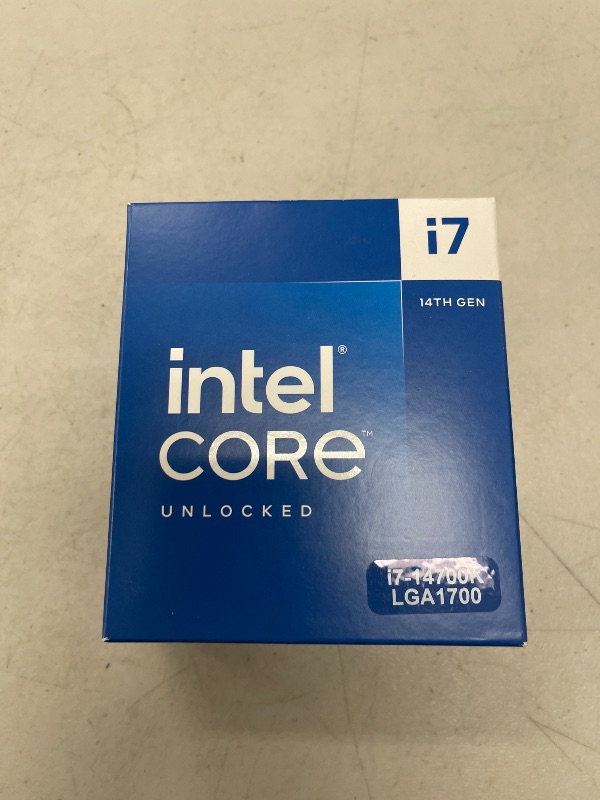 i7
14TH GEN
intel®
CORE™
UNLOCKED
i7-14700K
LGA1700